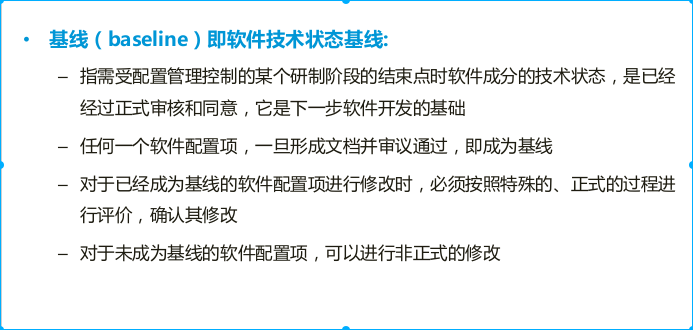 • 基线（baseline）即软件技术状态基线:
– 指需受配置管理控制的某个研制阶段的结束点时软件成分的技术状态，是已经
经过正式审核和同意，它是下一步软件开发的基础
– 任何一个软件配置项，一旦形成文档并审议通过，即成为基线
– 对于已经成为基线的软件配置项进行修改时，必须按照特殊的、正式的过程进
行评价，确认其修改
– 对于未成为基线的软件配置项，可以进行非正式的修改